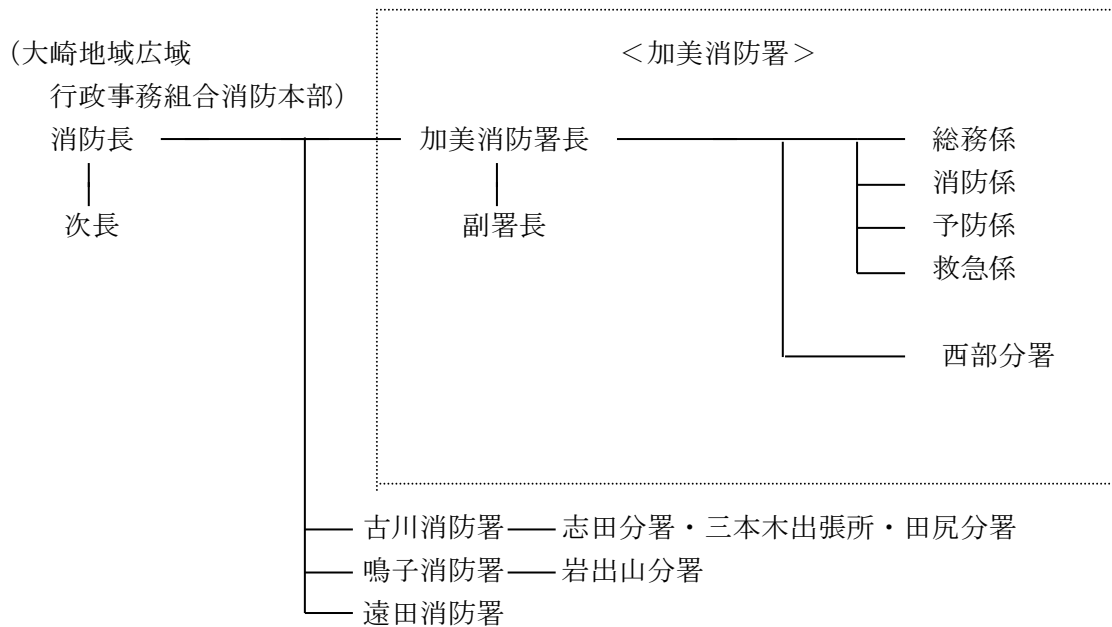 （大崎地域広域
行政事務組合消防本部）
＜加美消防署＞
消防長
加美消防署長
総務係
消防係
次長
副署長
予防係
救急係
西部分署
古川消防署
志田分署・三本木出張所・田尻分署
鳴子消防署
岩出山分署
遠田消防署